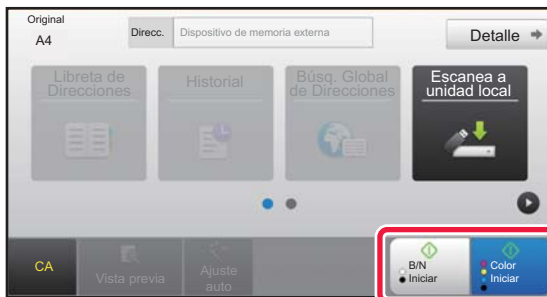 Original
A4
Direcc.
Dispositivo de memoria externa
Detalle
Libreta de
Direcciones
Historial
Búsq. Global
de Direcciones
Escanea a
unidad local
CA
Vista previa
Ajuste
auto
B/N
Iniciar
Color
Iniciar